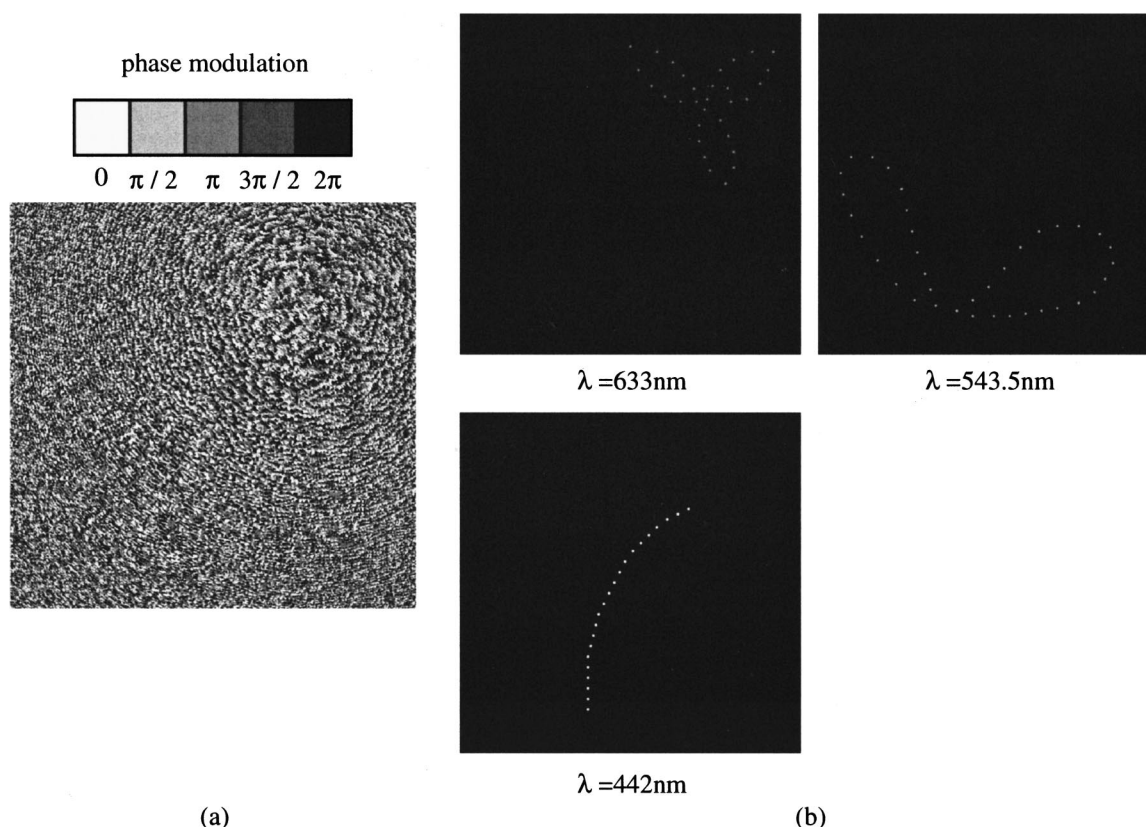 phase modulation
0 π / 2 π 3π / 2 2π
λ =633nm
λ =543.5nm
λ =442nm
(a)
(b)